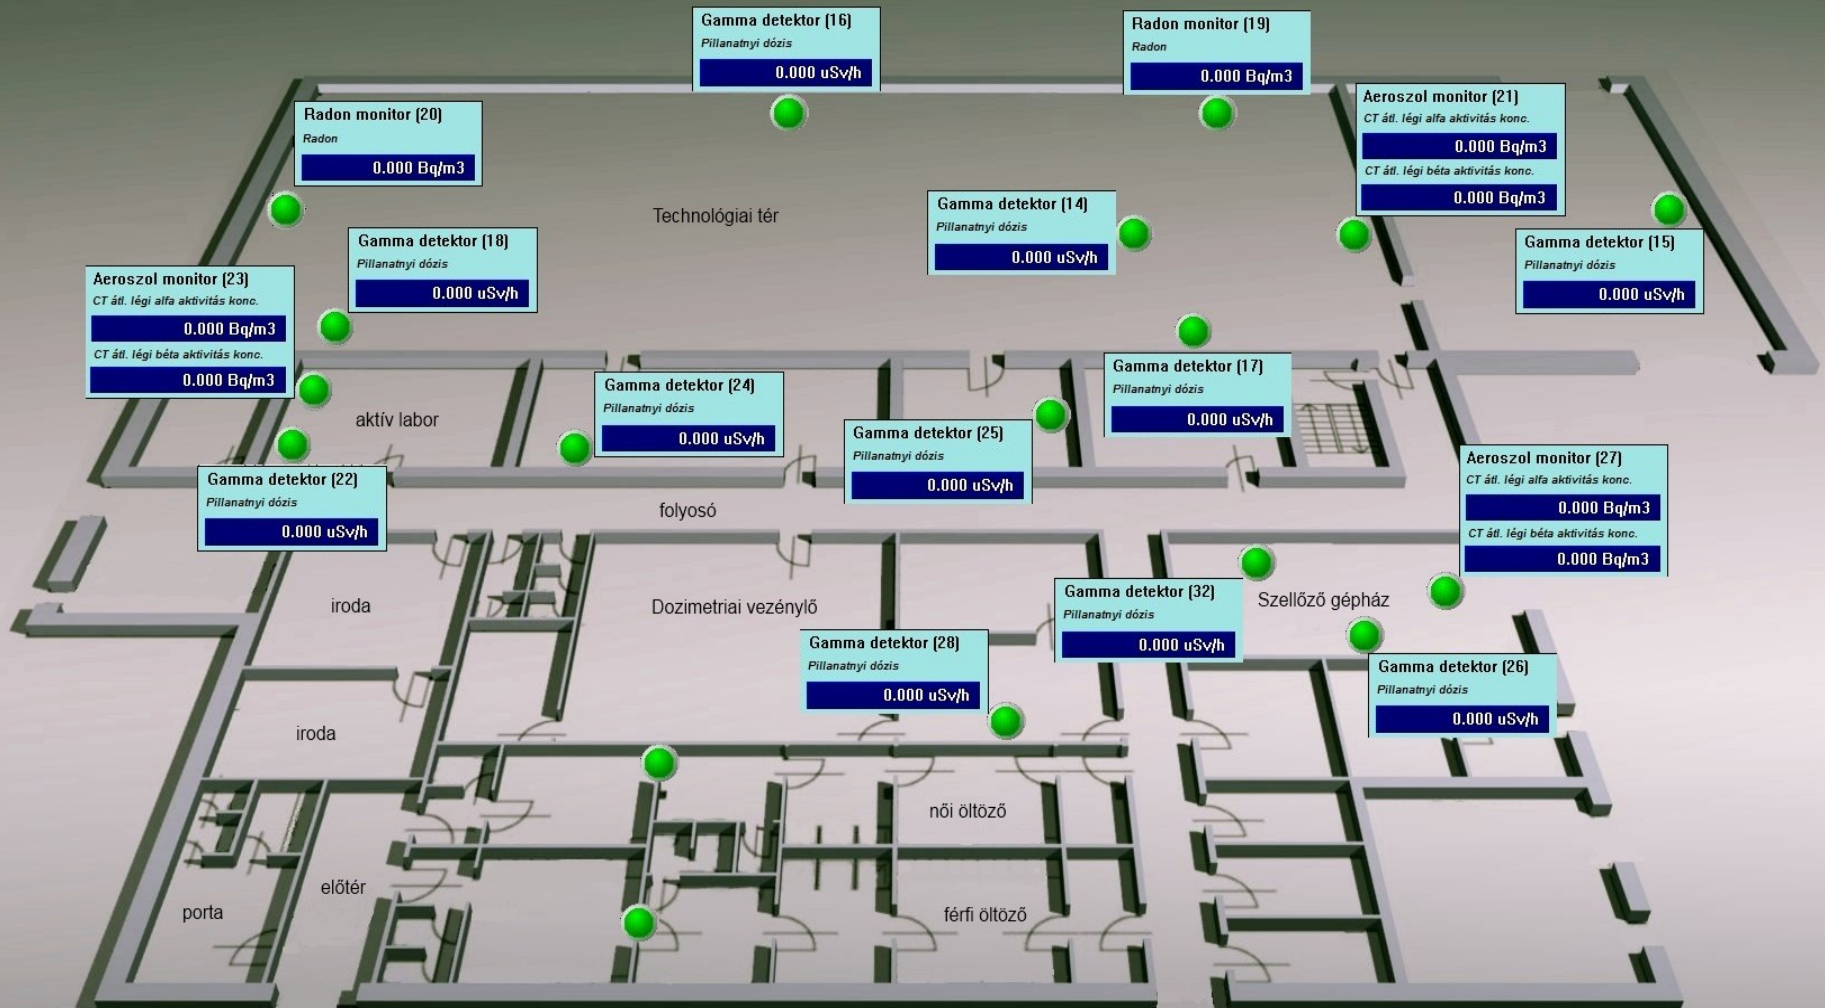 Gamma detektor (16)
Pillanatnyi dózis
0.000 uSv/h
Radon monitor (19)
Radon
0.000 Bq/m3
Radon monitor (20)
Radon
0.000 Bq/m3
Aeroszol monitor (21)
CT átl. légi alfa aktivitás konc.
0.000 Bq/m3
CT átl. légi béta aktivitás konc.
0.000 Bq/m3
Technológiai tér
Gamma detektor (14)
Pillanatnyi dózis
0.000 uSv/h
Gamma detektor (18)
Pillanatnyi dózis
0.000 uSv/h
Gamma detektor (15)
Pillanatnyi dózis
0.000 uSv/h
Aeroszol monitor (23)
CT átl. légi alfa aktivitás konc.
0.000 Bq/m3
CT átl. légi béta aktivitás konc.
0.000 Bq/m3
Gamma detektor (17)
Pillanatnyi dózis
0.000 uSv/h
Gamma detektor (24)
Pillanatnyi dózis
0.000 uSv/h
aktív labor
Gamma detektor (25)
Pillanatnyi dózis
0.000 uSv/h
Aeroszol monitor (27)
CT átl. légi alfa aktivitás konc.
0.000 Bq/m3
CT átl. légi béta aktivitás konc.
0.000 Bq/m3
Gamma detektor (22)
Pillanatnyi dózis
0.000 uSv/h
folyosó
iroda
Dozimetriai vezénylő
Gamma detektor (32)
Pillanatnyi dózis
0.000 uSv/h
Szellőző gépház
Gamma detektor (28)
Pillanatnyi dózis
0.000 uSv/h
Gamma detektor (26)
Pillanatnyi dózis
0.000 uSv/h
iroda
női öltöző
előtér
porta
férfi öltöző